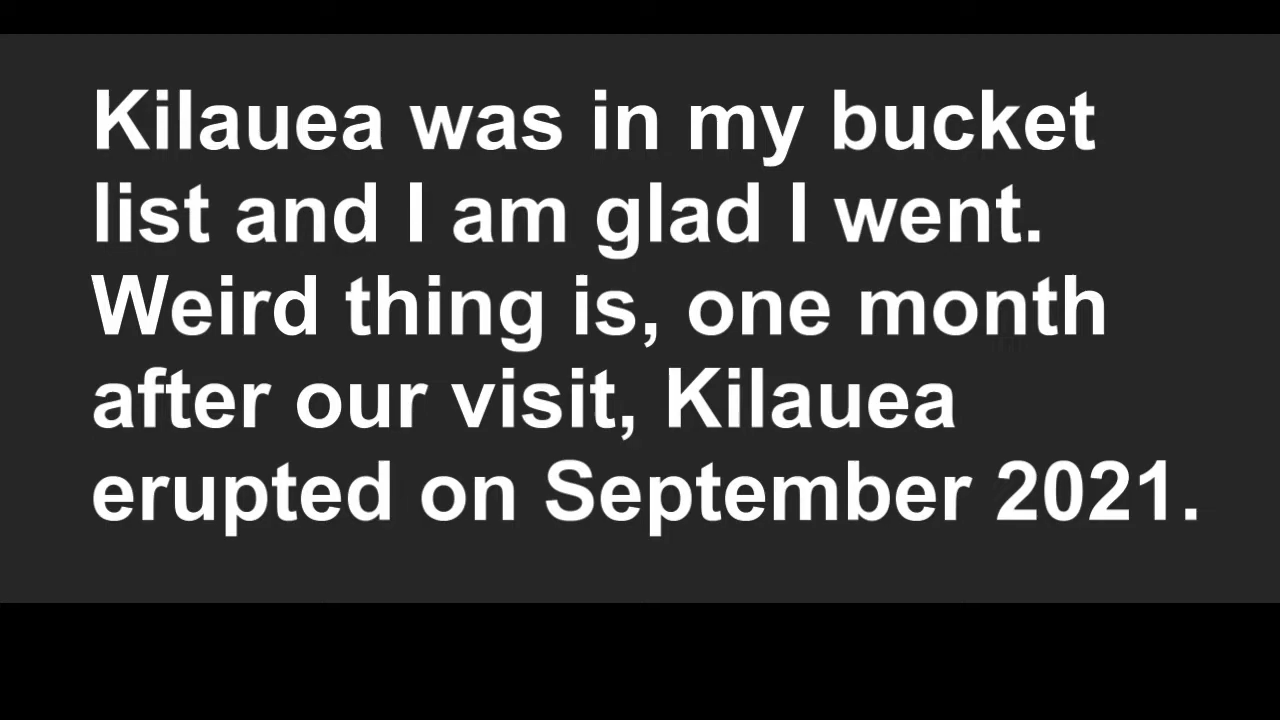 Kilauea was in my bucket
list and I am glad I went.
Weird thing is, one month
after our visit, Kilauea
erupted on September 2021.